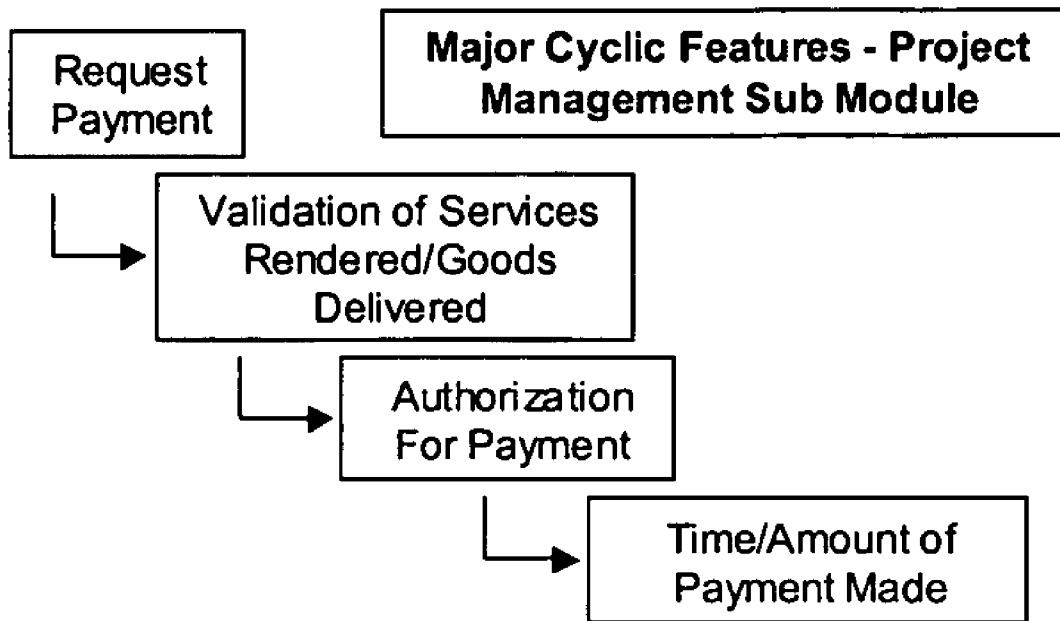 Request
Payment
Major Cyclic Features - Project
Management Sub Module
Validation of Services
Rendered/Goods
Delivered
Authorization
For Payment
Time/Amount of
Payment Made